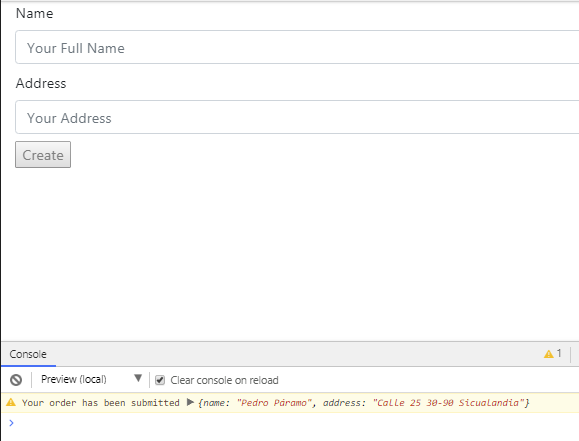 Name
Your Full Name
Address
Your Address
Create
Console
1
Preview (local) ▼ Clear console on reload
Your order has been submitted ▶{name: "Pedro Páramo", address: "Calle 25 30-90 Sicualandia"}
>